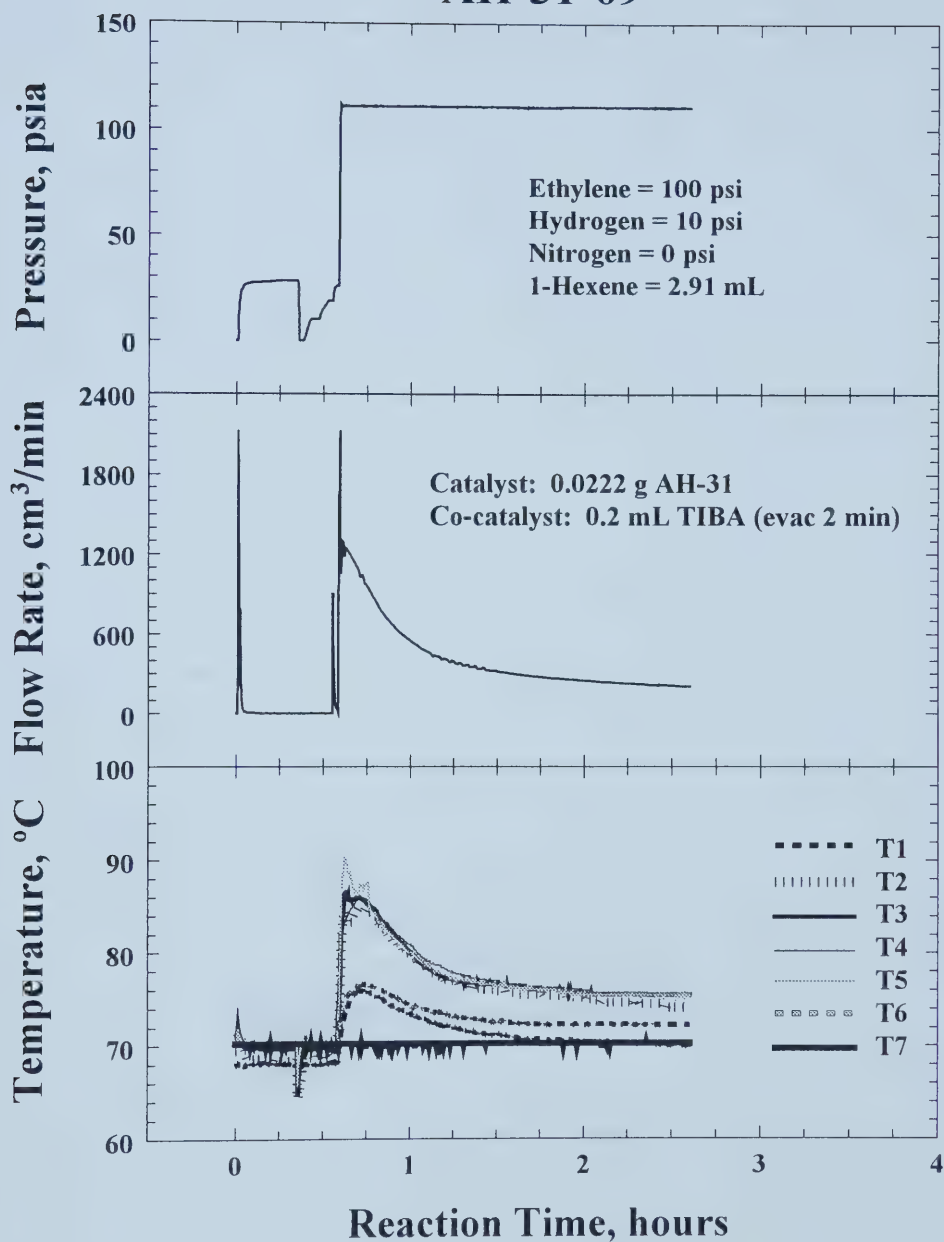 150
100
50
0
Pressure, psia
Ethylene = 100 psi
Hydrogen = 10 psi
Nitrogen = 0 psi
1-Hexene = 2.91 mL
2400
1800
1200
600
0
Flow Rate, cm³/min
Catalyst: 0.0222 g AH-31
Co-catalyst: 0.2 mL TIBA (evac 2 min)
100
90
80
70
60
Temperature, °C
T1
T2
T3
T4
T5
T6
T7
0 1 2 3 4
Reaction Time, hours